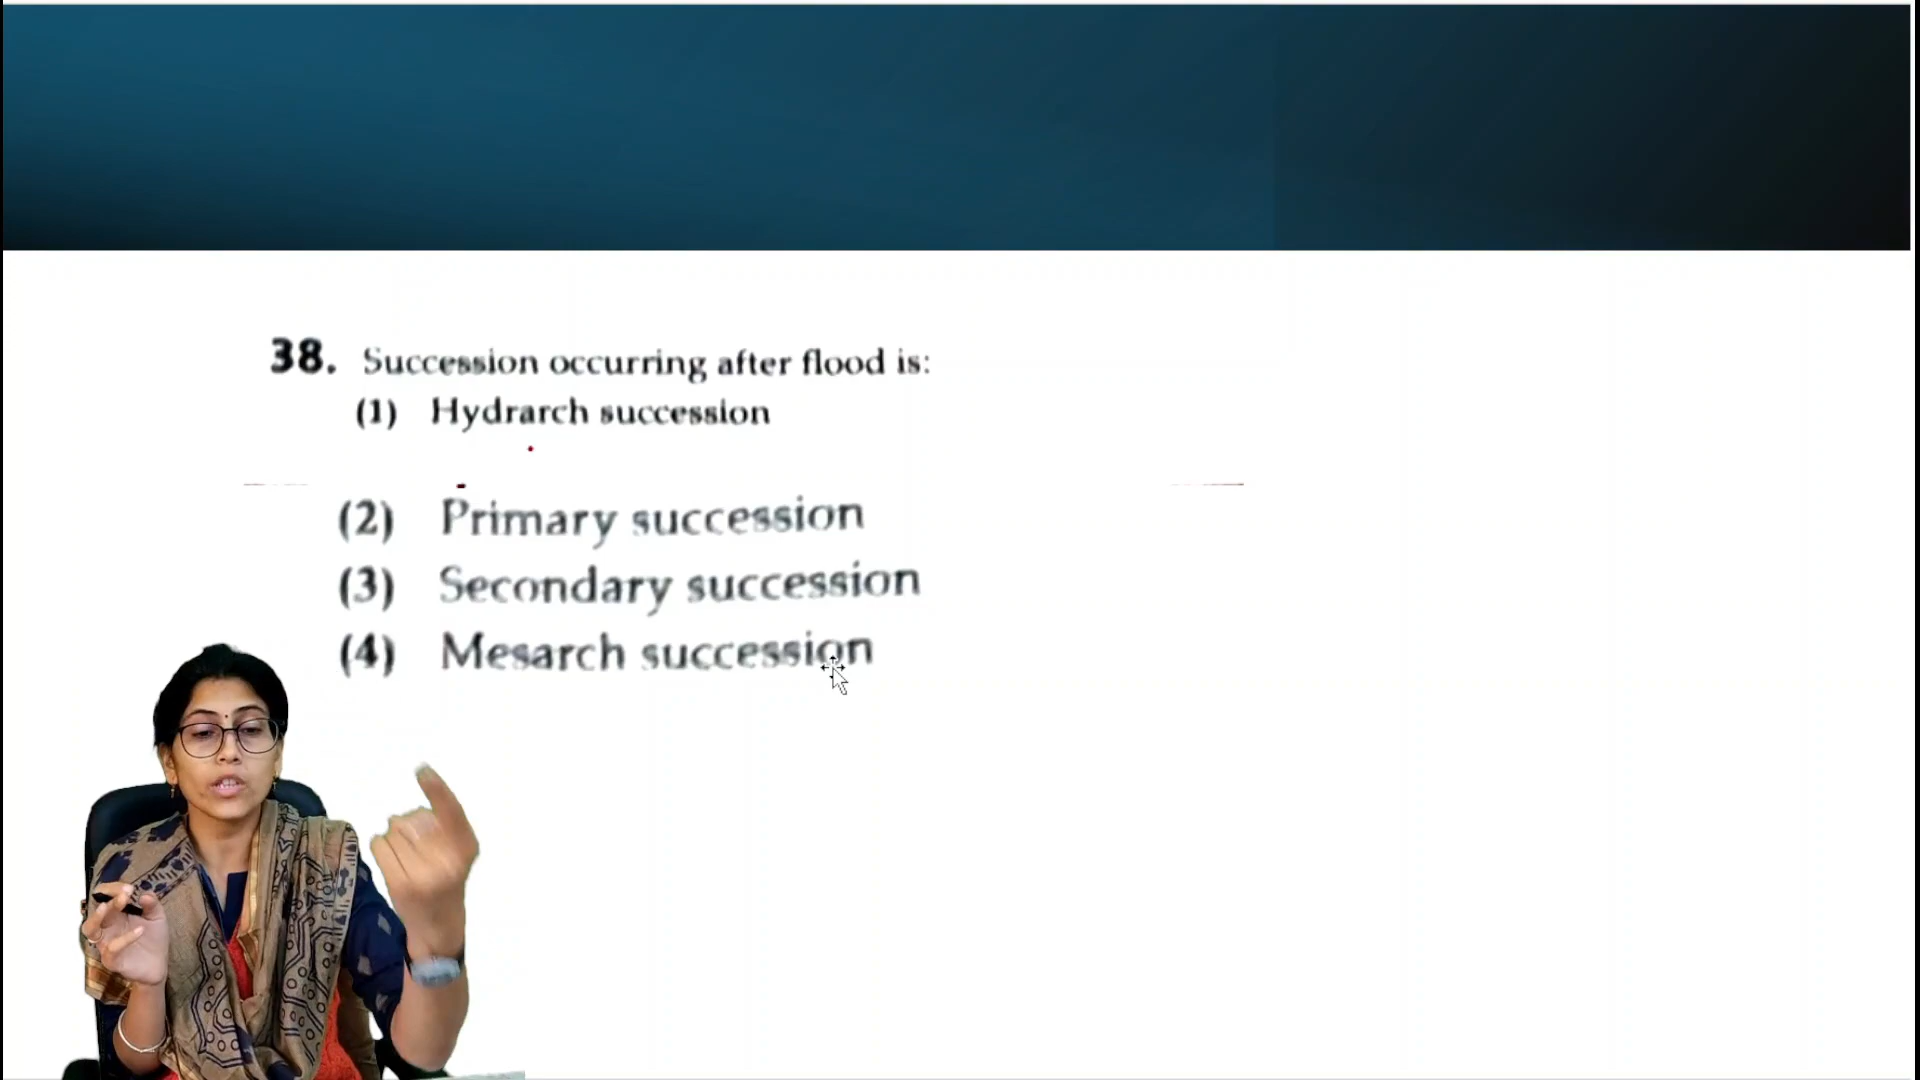 38. Succession occurring after flood is:
(1) Hydrarch succession
(2) Primary succession
(3) Secondary succession
(4) Mesarch succession